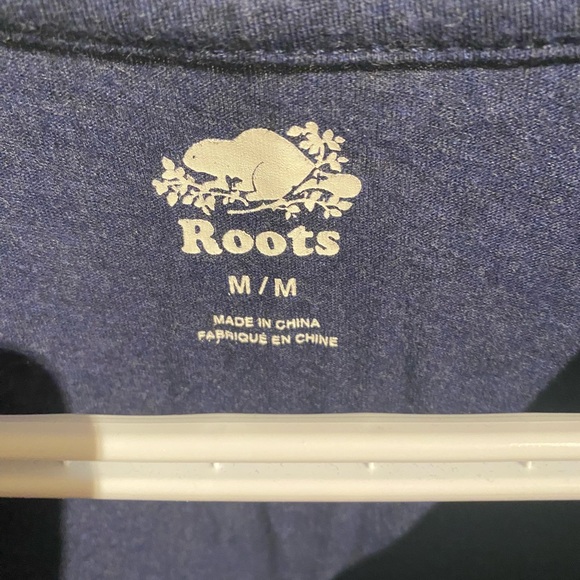 Roots
M / M
MADE IN CHINA
FABRIQUÉ EN CHINE